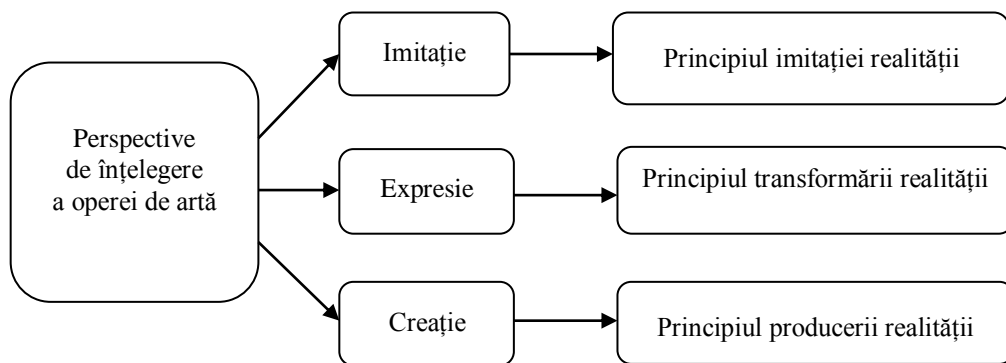 Perspective
de înțelegere
a operei de artă
Imitație
Principiul imitației realității
Expresie
Principiul transformării realității
Creație
Principiul producerii realității